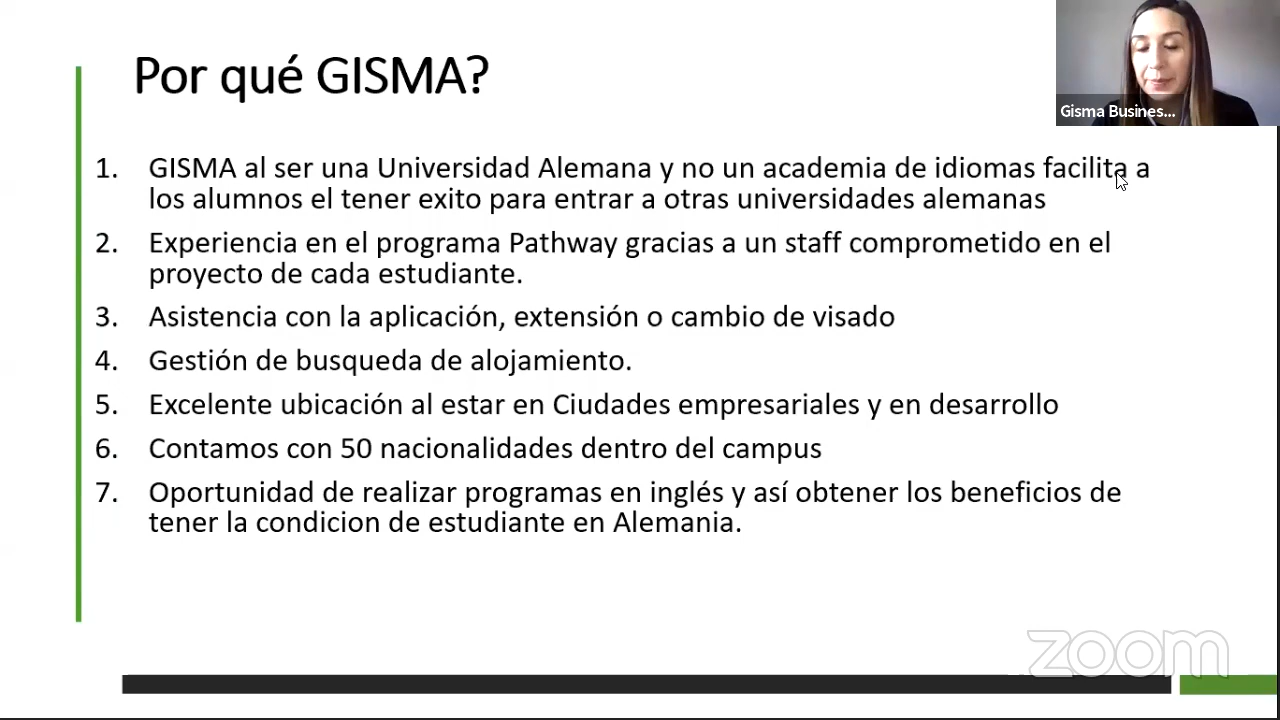 Por qué GISMA?
Gisma Busines...
1. GISMA al ser una Universidad Alemana y no un academia de idiomas facilita a
los alumnos el tener exito para entrar a otras universidades alemanas
2. Experiencia en el programa Pathway gracias a un staff comprometido en el
proyecto de cada estudiante.
3. Asistencia con la aplicación, extensión o cambio de visado
4. Gestión de busqueda de alojamiento.
5. Excelente ubicación al estar en Ciudades empresariales y en desarrollo
6. Contamos con 50 nacionalidades dentro del campus
7. Oportunidad de realizar programas en inglés y así obtener los beneficios de
tener la condicion de estudiante en Alemania.
zoom